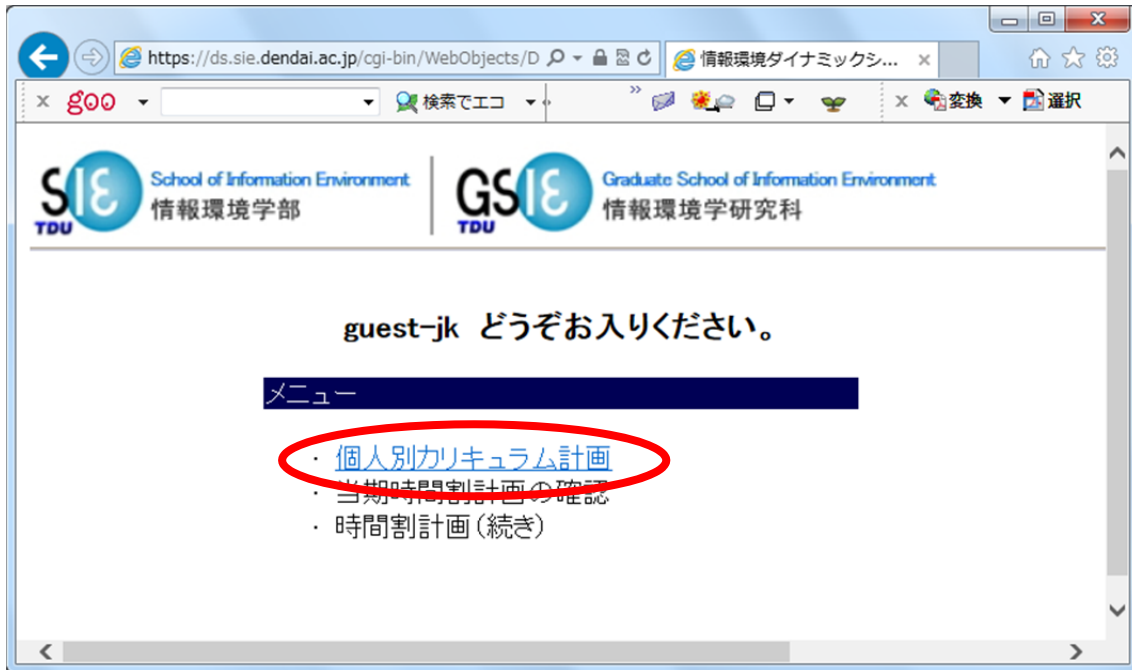 https://ds.sie.dendai.ac.jp/cgi-bin/WebObjects/D
情報環境ダイナミックシ...
goo
検索でエコ
変換
選択
SIE
TDU
School of Information Environment
情報環境学部
GSIE
TDU
Graduate School of Information Environment
情報環境学研究科
guest-jk どうぞお入りください。
メニュー
・ 個人別カリキュラム計画
・ 当期時間割計画の確認
・ 時間割計画(続き)